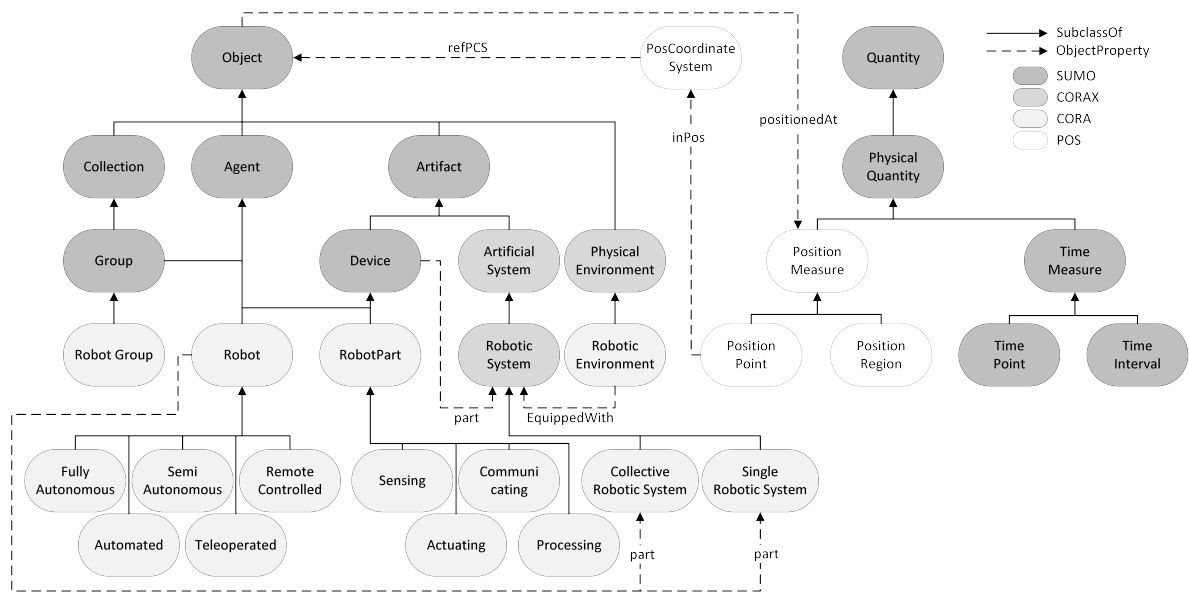 SubclassOf
ObjectProperty
SUMO
CORAX
CORA
POS
Object
refPCS
PosCoordinate
System
Quantity
positionedAt
inPos
Collection
Agent
Artifact
Physical
Quantity
Group
Device
Artificial
System
Physical
Environment
Position
Measure
Time
Measure
Robot Group
Robot
RobotPart
Robotic
System
Robotic
Environment
Position
Point
Position
Region
Time
Point
Time
Interval
part
EquippedWith
Fully
Autonomous
Semi
Autonomous
Remote
Controlled
Sensing
Communi
cating
Collective
Robotic System
Single
Robotic System
Automated
Teleoperated
Actuating
Processing
part
part